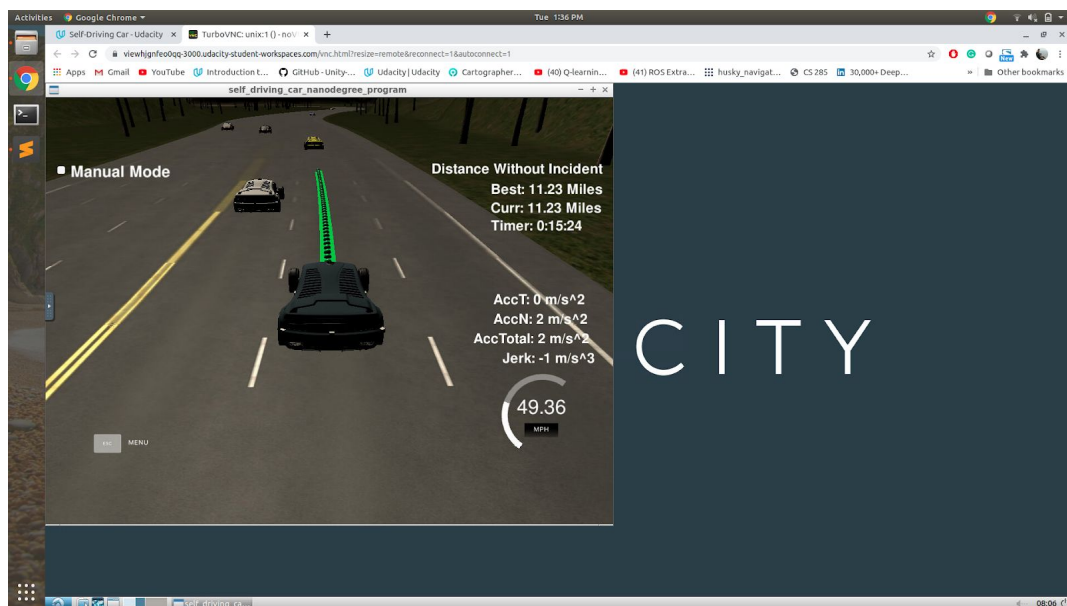 Activities Google Chrome ▾ Tue 1:36 PM
Self-Driving Car - Udacity × TurboVNC: unix:1 () - noV × +
viewhjgnfeo0qq-3000.udacity-student-workspaces.com/vnc.html?resize=remote&reconnect=1&autoconnect=1
New
Apps Gmail YouTube Introduction t... GitHub - Unity-... Udacity | Udacity Cartographer... (40) Q-learnin... (41) ROS Extra... husky_navigat... CS 285 30,000+ Deep... » Other bookmarks
self_driving_car_nanodegree_program
Manual Mode
Distance Without Incident
Best: 11.23 Miles
Curr: 11.23 Miles
Timer: 0:15:24
AccT: 0 m/s^2
AccN: 2 m/s^2
AccTotal: 2 m/s^2
Jerk: -1 m/s^3
CITY
49.36
MPH
ESC MENU
self_driving_ca...
08:06